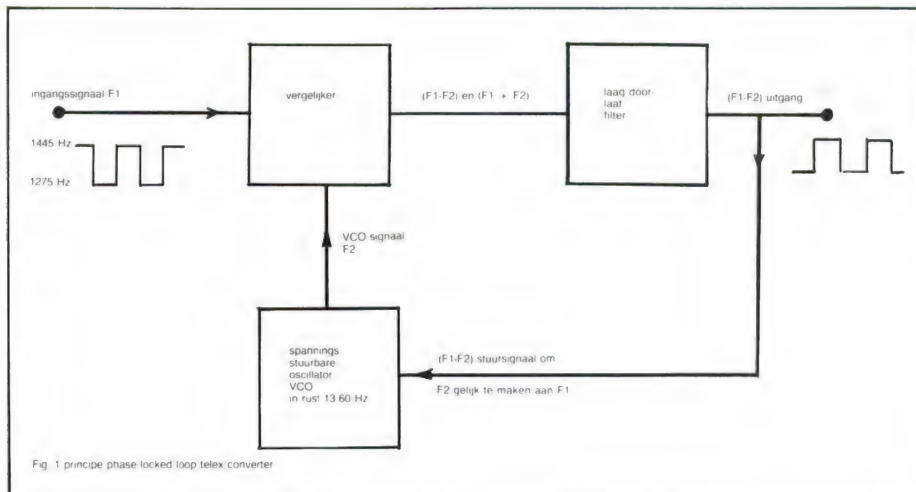 ingangssignaal F1
1445 Hz
1275 Hz
vergelijker
(F1-F2) en (F1 + F2)
laag door-
laat
filter
(F1-F2) uitgang
VCO signaal
F2
spannings
stuurbare
oscillator
VCO
in rust 13 60 Hz
(F1-F2) stuursignaal om
F2 gelijk te maken aan F1
Fig. 1 principe phase locked loop telex converter